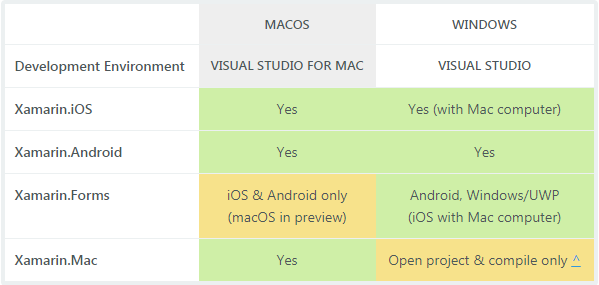 MACOS WINDOWS
Development Environment VISUAL STUDIO FOR MAC VISUAL STUDIO
Xamarin.iOS Yes Yes (with Mac computer)
Xamarin.Android Yes Yes
Xamarin.Forms iOS & Android only Android, Windows/UWP
(macOS in preview) (iOS with Mac computer)
Xamarin.Mac Yes Open project & compile only ^